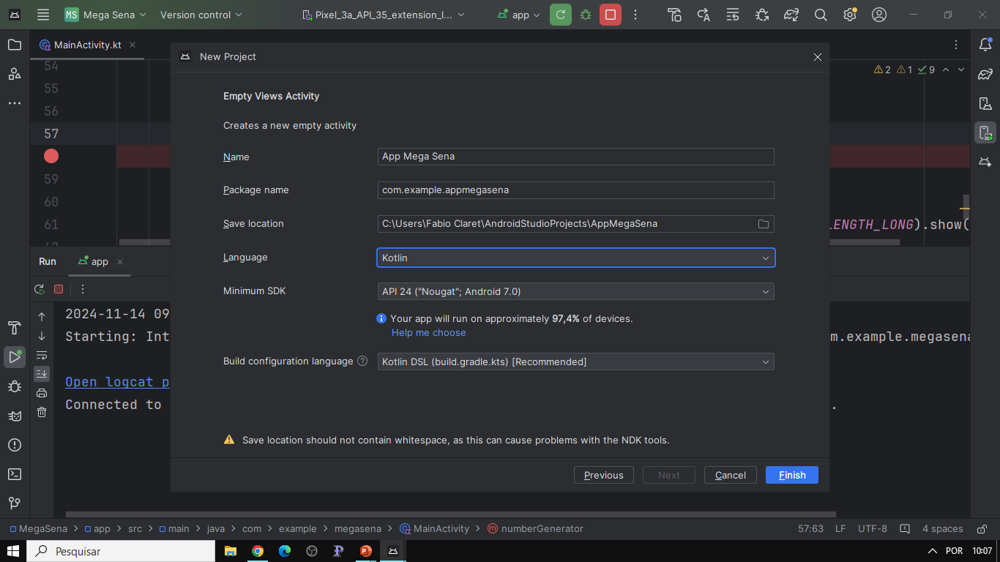 MS Mega Sena Version control Pixel_3a_API_35_extension_l... app
MainActivity.kt
New Project
54
2 1 9
55
Empty Views Activity
56
Creates a new empty activity
57
Name App Mega Sena
59
Package name com.example.appmegasena
60
Save location C:\Users\Fabio Claret\AndroidStudioProjects\AppMegaSena
61
ENGTH_LONG).show(
Language Kotlin
Run app
Minimum SDK API 24 ("Nougat"; Android 7.0)
2024-11-14 09
Your app will run on approximately 97,4% of devices.
Help me choose
Starting: Int
m.example.megasena
Build configuration language ? Kotlin DSL (build.gradle.kts) [Recommended]
Open logcat p
Connected to
.
Save location should not contain whitespace, as this can cause problems with the NDK tools.
Previous Next Cancel Finish
MegaSena > app > src > main > java > com > example > megasena > MainActivity > numberGenerator 57:63 LF UTF-8 4 spaces
Pesquisar POR 10:07